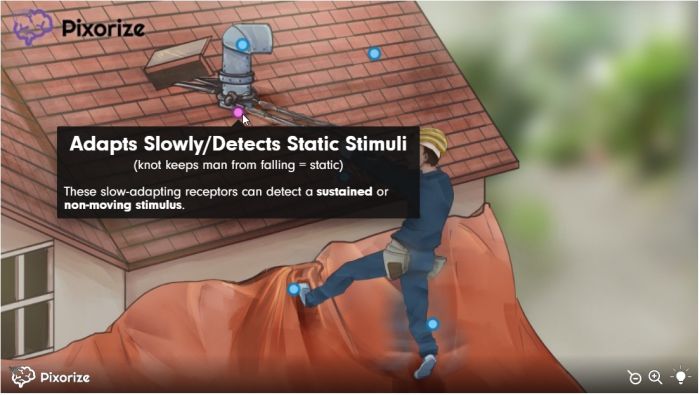 Pixorize
Adapts Slowly/Detects Static Stimuli
(knot keeps man from falling = static)
These slow-adapting receptors can detect a sustained or
non-moving stimulus.
Pixorize